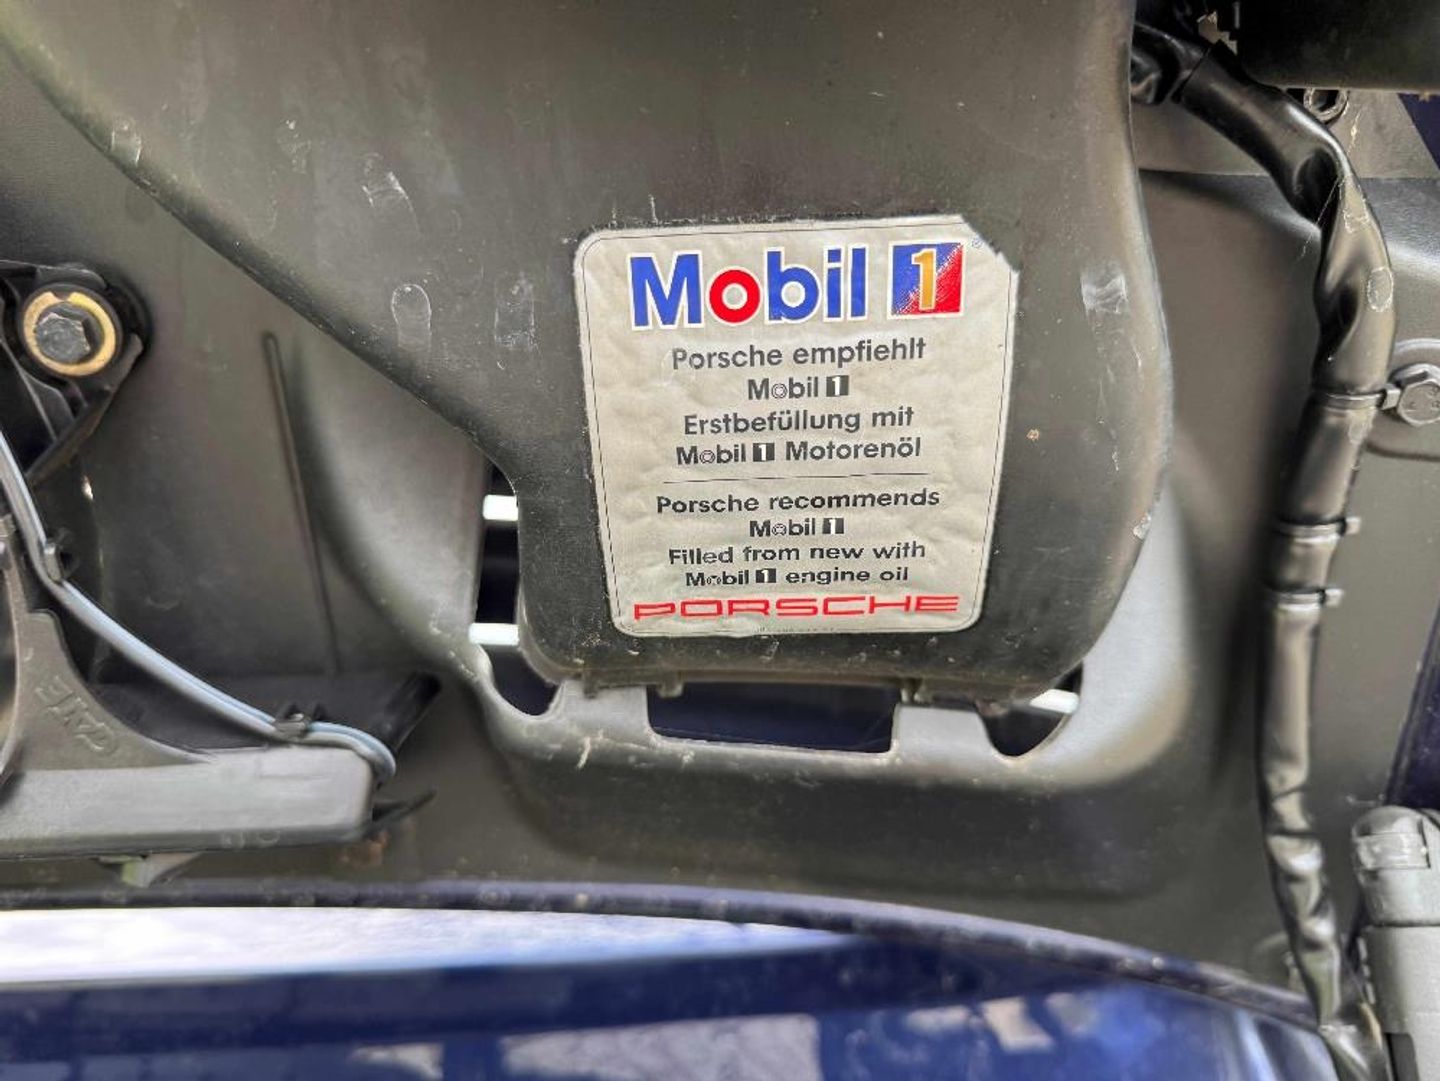 Mobil 1
Porsche empfiehlt
Mobil 1
Erstbefüllung mit
Mobil 1 Motorenöl
Porsche recommends
Mobil 1
Filled from new with
Mobil 1 engine oil
PORSCHE